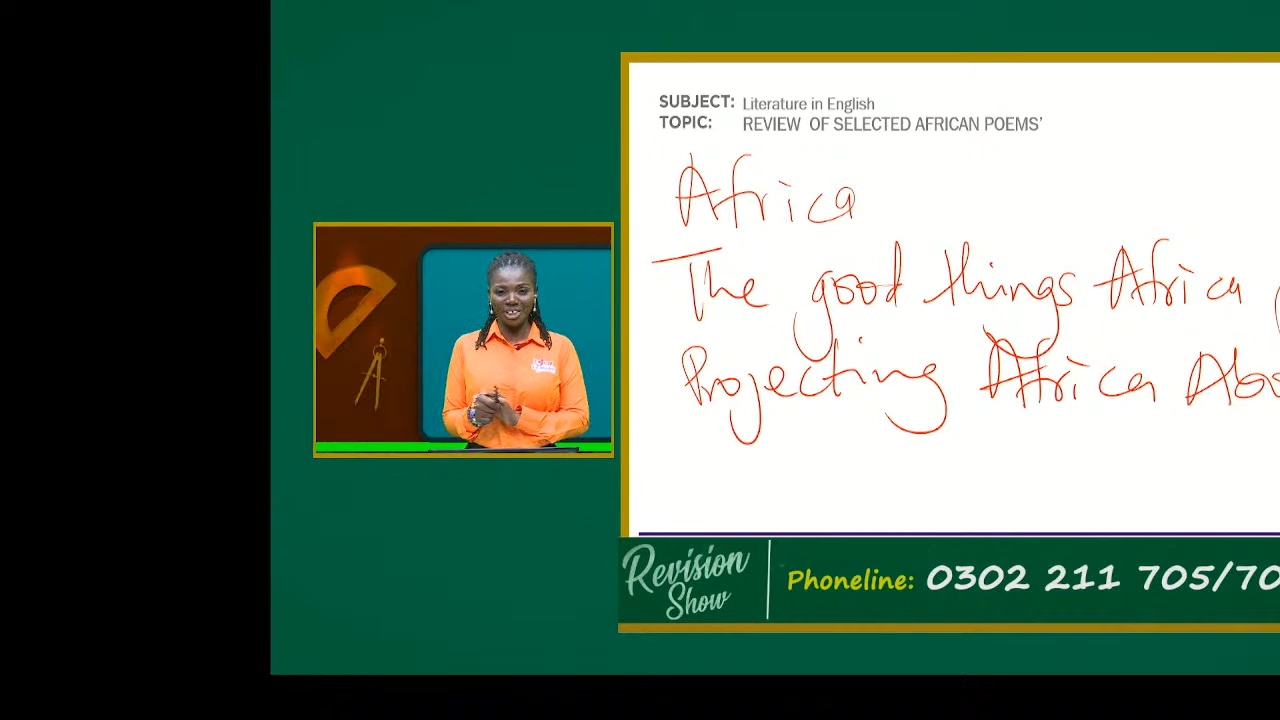 SUBJECT: Literature in English
TOPIC: REVIEW OF SELECTED AFRICAN POEMS'
Africa
The good things Africa
Projecting Africa
Revision Show
Phoneline: 0302 211 705/70